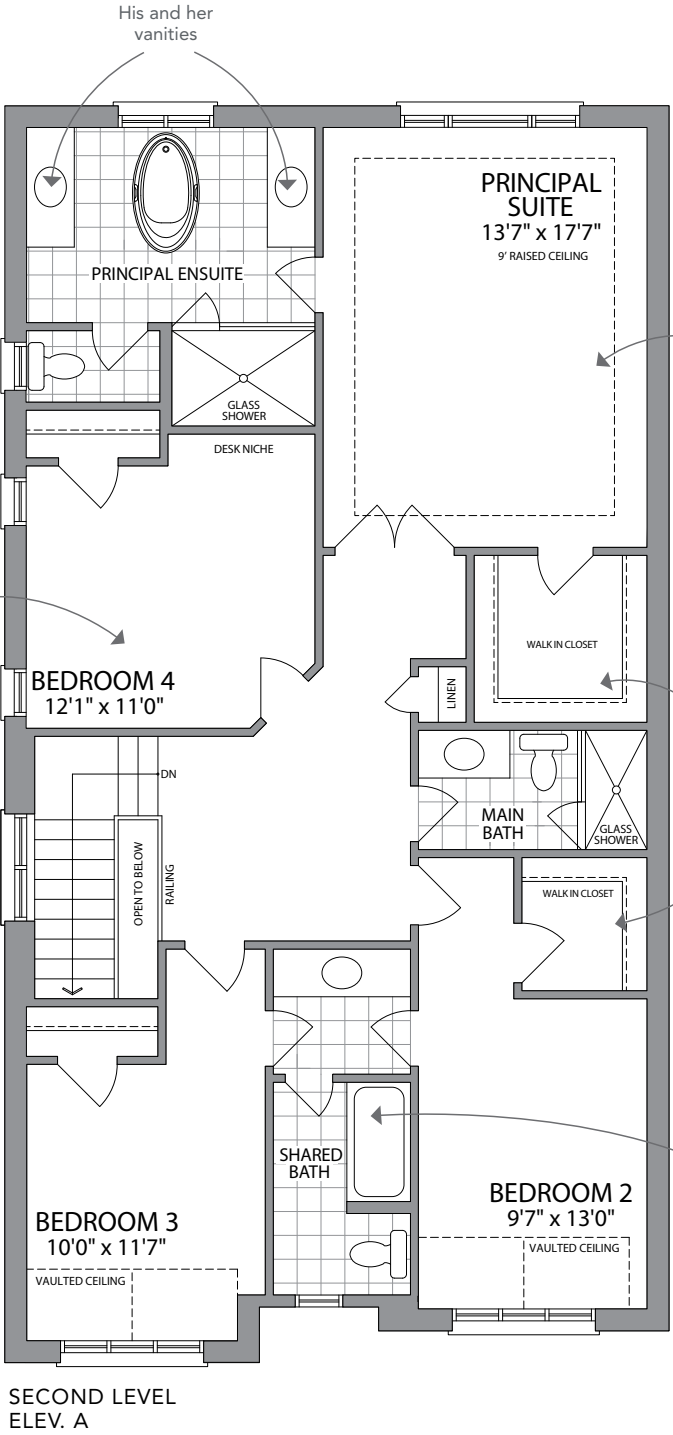 His and her
vanities
PRINCIPAL
SUITE
13'7" x 17'7"
9' RAISED CEILING
PRINCIPAL ENSUITE
GLASS
SHOWER
DESK NICHE
WALK IN CLOSET
BEDROOM 4
12'1" x 11'0"
LINEN
DN
MAIN
BATH
GLASS
SHOWER
OPEN TO BELOW
RAILING
WALK IN CLOSET
SHARED
BATH
BEDROOM 2
9'7" x 13'0"
VAULTED CEILING
BEDROOM 3
10'0" x 11'7"
VAULTED CEILING
SECOND LEVEL
ELEV. A